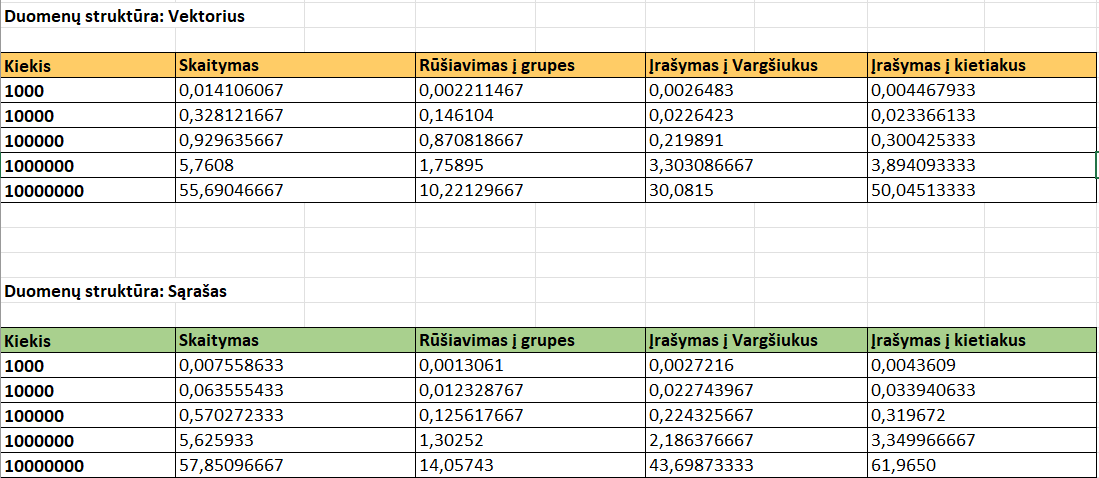 Duomenų struktūra: Vektorius
Kiekis Skaitymas Rūšiavimas į grupes Įrašymas į Vargšiukus Įrašymas į kietiakus
1000 0,014106067 0,002211467 0,0026483 0,004467933
10000 0,328121667 0,146104 0,0226423 0,023366133
100000 0,929635667 0,870818667 0,219891 0,300425333
1000000 5,7608 1,75895 3,303086667 3,894093333
10000000 55,69046667 10,22129667 30,0815 50,04513333
Duomenų struktūra: Sąrašas
Kiekis Skaitymas Rūšiavimas į grupes Įrašymas į Vargšiukus Įrašymas į kietiakus
1000 0,007558633 0,0013061 0,0027216 0,0043609
10000 0,063555433 0,012328767 0,022743967 0,033940633
100000 0,570272333 0,125617667 0,224325667 0,319672
1000000 5,625933 1,30252 2,186376667 3,349966667
10000000 57,85096667 14,05743 43,69873333 61,9650